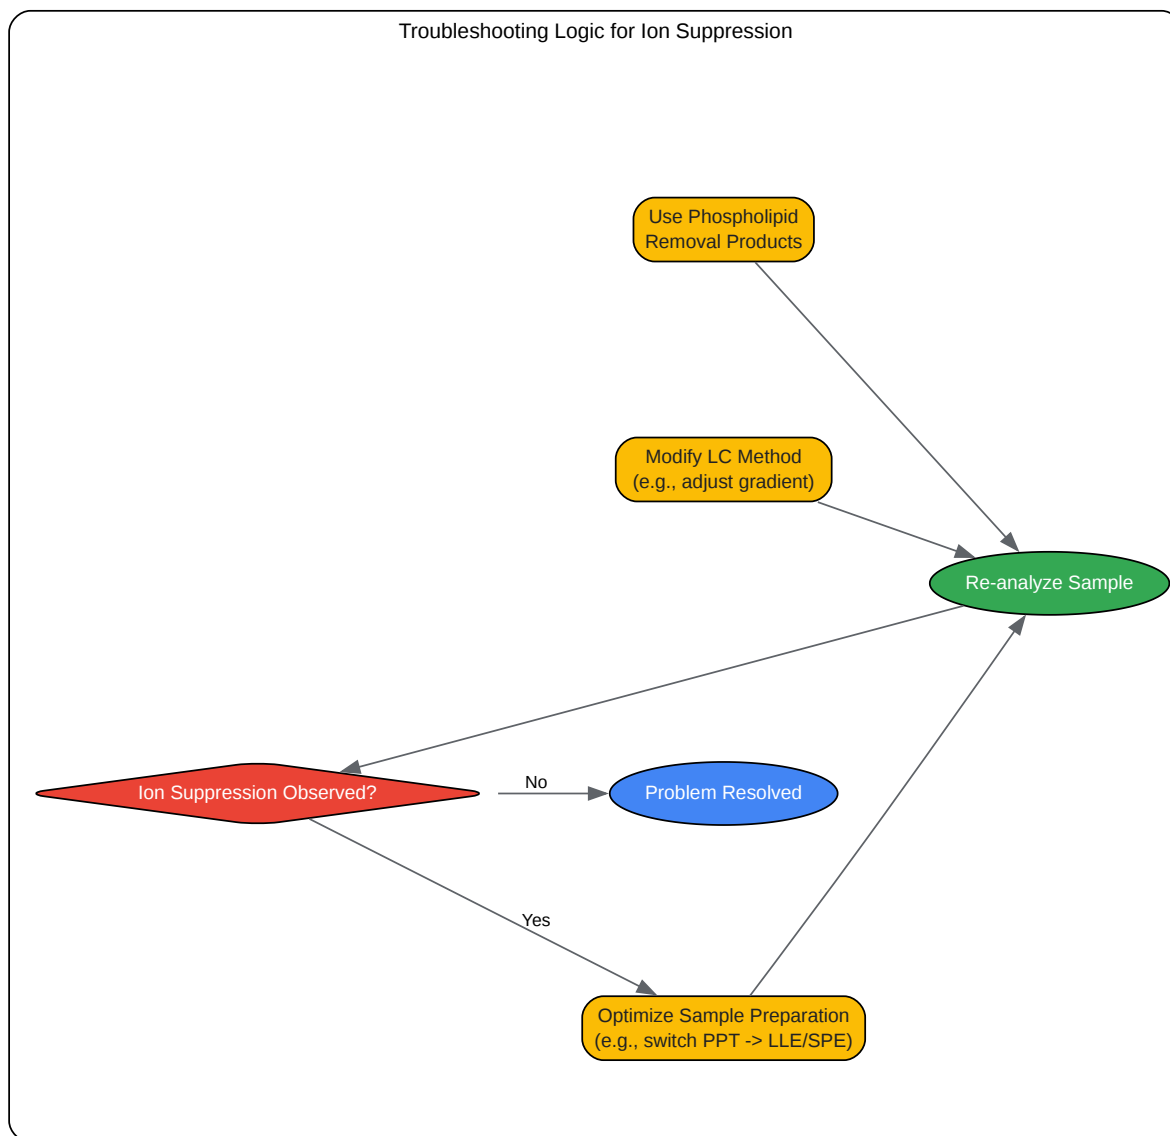 Troubleshooting Logic for Ion Suppression
Use Phospholipid
Removal Products
Modify LC Method
(e.g., adjust gradient)
Re-analyze Sample
Ion Suppression Observed?
No
Problem Resolved
Yes
Optimize Sample Preparation
(e.g., switch PPT -> LLE/SPE)